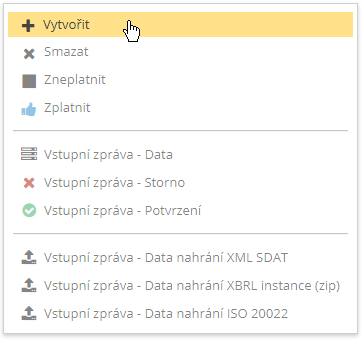 Vytvořit
Smazat
Zneplatnit
Zplatnit
Vstupní zpráva - Data
Vstupní zpráva - Storno
Vstupní zpráva - Potvrzení
Vstupní zpráva - Data nahrání XML SDAT
Vstupní zpráva - Data nahrání XBRL instance (zip)
Vstupní zpráva - Data nahrání ISO 20022